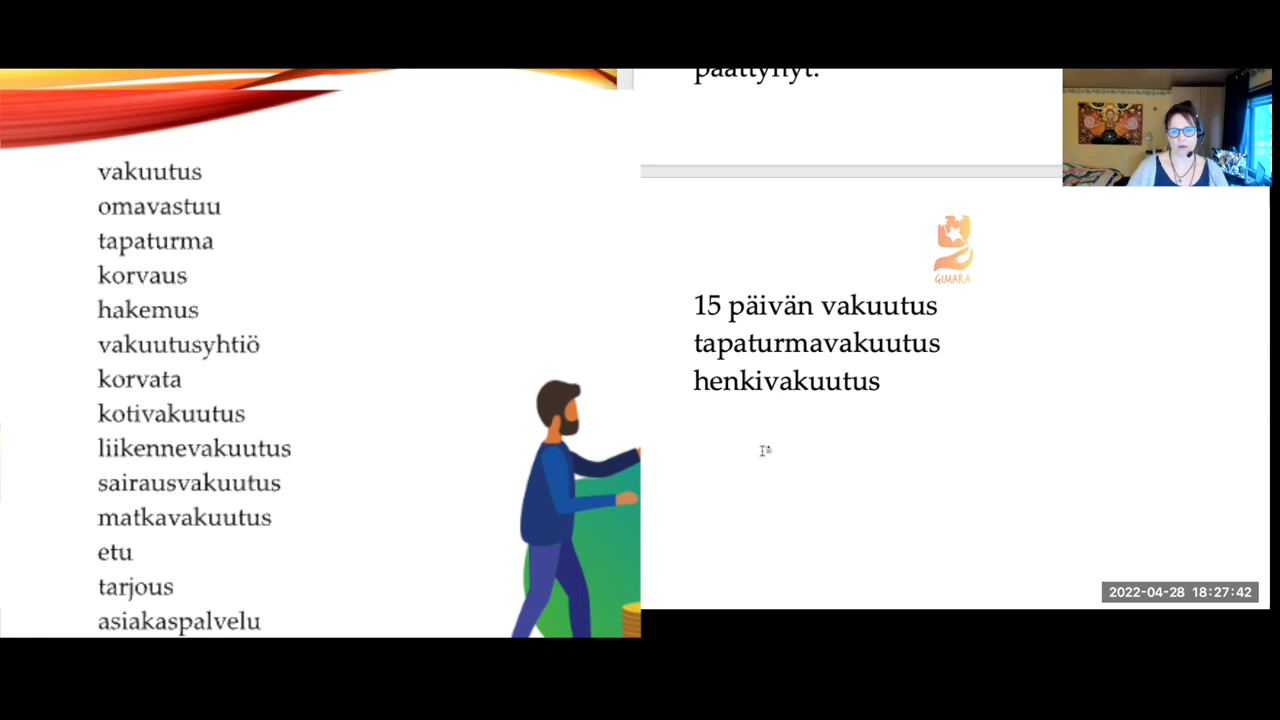 vakuutus
omavastuu
tapaturma
korvaus
hakemus
vakuutusyhtiö
korvata
kotivakuutus
liikennevakuutus
sairausvakuutus
matkavakuutus
etu
tarjous
asiakaspalvelu
päättynyt.
GIMARA
15 päivän vakuutus
tapaturmavakuutus
henkivakuutus
2022-04-28 18:27:42